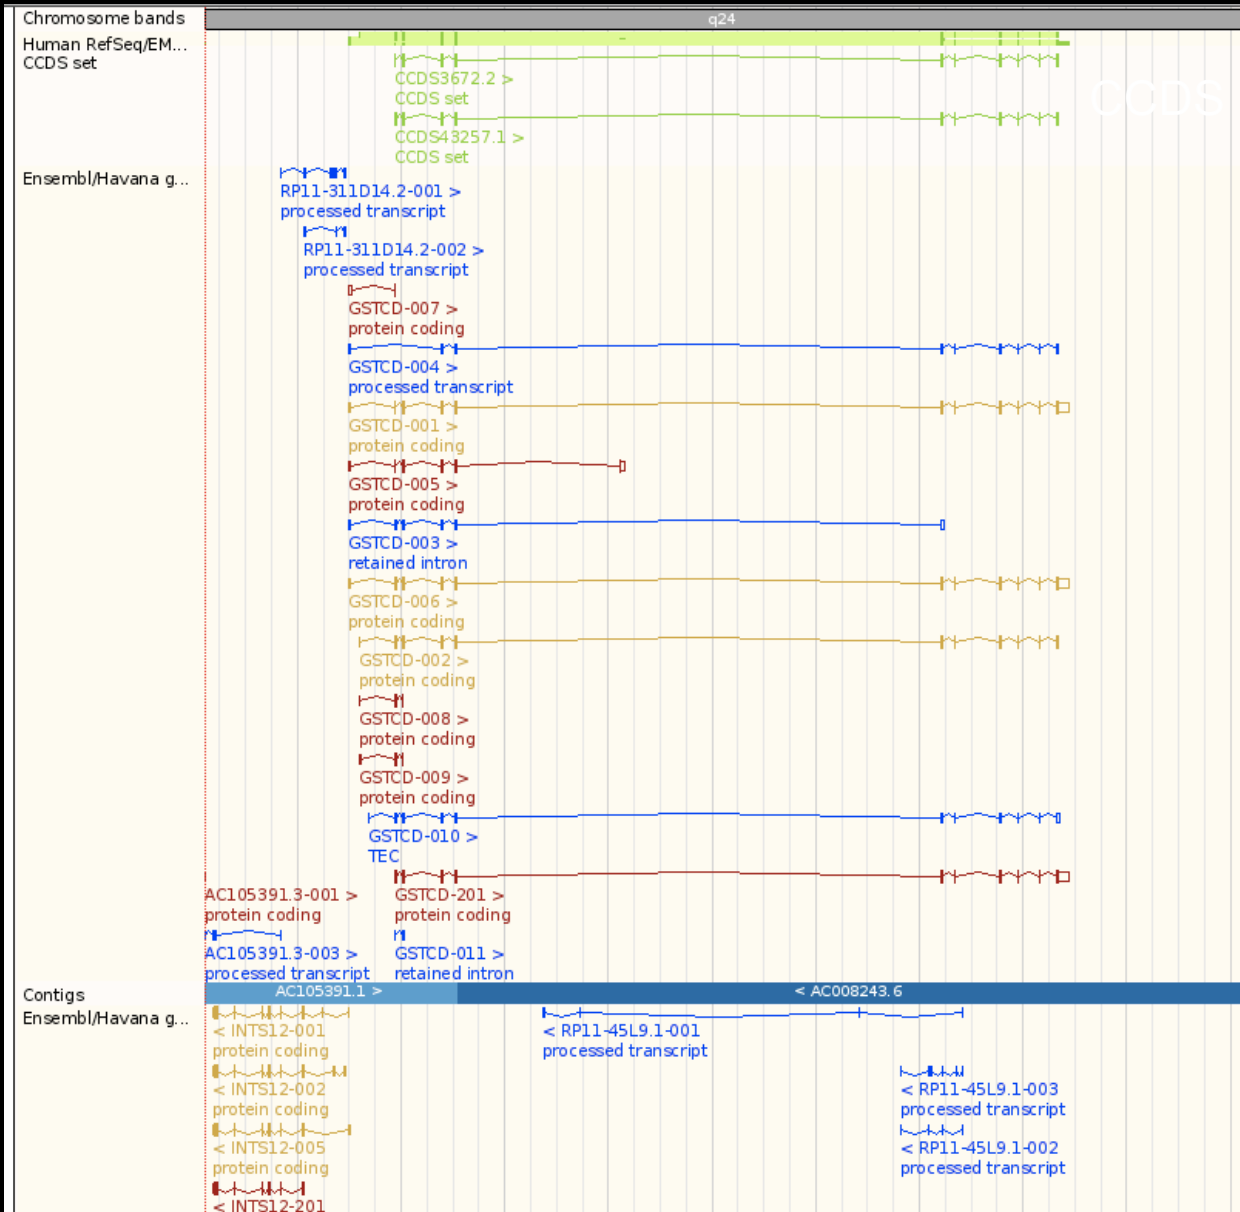 Chromosome bands
q24
Human RefSeq/EM...
CCDS set
CCDS
CCDS3672.2 >
CCDS set
CCDS43257.1 >
CCDS set
Ensembl/Havana g...
RP11-311D14.2-001 >
processed transcript
RP11-311D14.2-002 >
processed transcript
GSTCD-007 >
protein coding
GSTCD-004 >
processed transcript
GSTCD-001 >
protein coding
GSTCD-005 >
protein coding
GSTCD-003 >
retained intron
GSTCD-006 >
protein coding
GSTCD-002 >
protein coding
GSTCD-008 >
protein coding
GSTCD-009 >
protein coding
GSTCD-010 >
TEC
AC105391.3-001 > GSTCD-201 >
protein coding protein coding
AC105391.3-003 > GSTCD-011 >
processed transcript retained intron
Contigs
AC105391.1 > < AC008243.6
Ensembl/Havana g...
< INTS12-001 < RP11-45L9.1-001
protein coding processed transcript
< INTS12-002 < RP11-45L9.1-003
protein coding processed transcript
< INTS12-005 < RP11-45L9.1-002
protein coding processed transcript
< INTS12-201